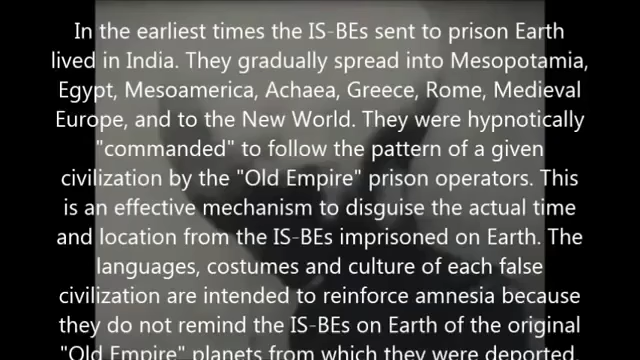 In the earliest times the IS-BEs sent to prison Earth
lived in India. They gradually spread into Mesopotamia,
Egypt, Mesoamerica, Achaea, Greece, Rome, Medieval
Europe, and to the New World. They were hypnotically
"commanded" to follow the pattern of a given
civilization by the "Old Empire" prison operators. This
is an effective mechanism to disguise the actual time
and location from the IS-BEs imprisoned on Earth. The
languages, costumes and culture of each false
civilization are intended to reinforce amnesia because
they do not remind the IS-BEs on Earth of the original
"Old Empire" planets from which they were deported.